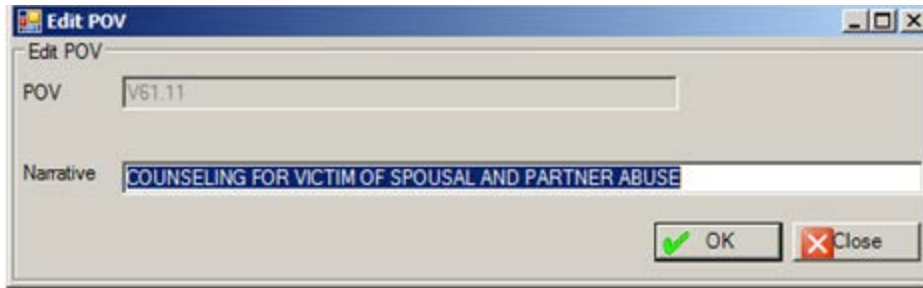 Edit POV
Edit POV
POV V61.11
Narrative COUNSELING FOR VICTIM OF SPOUSAL AND PARTNER ABUSE
OK Close